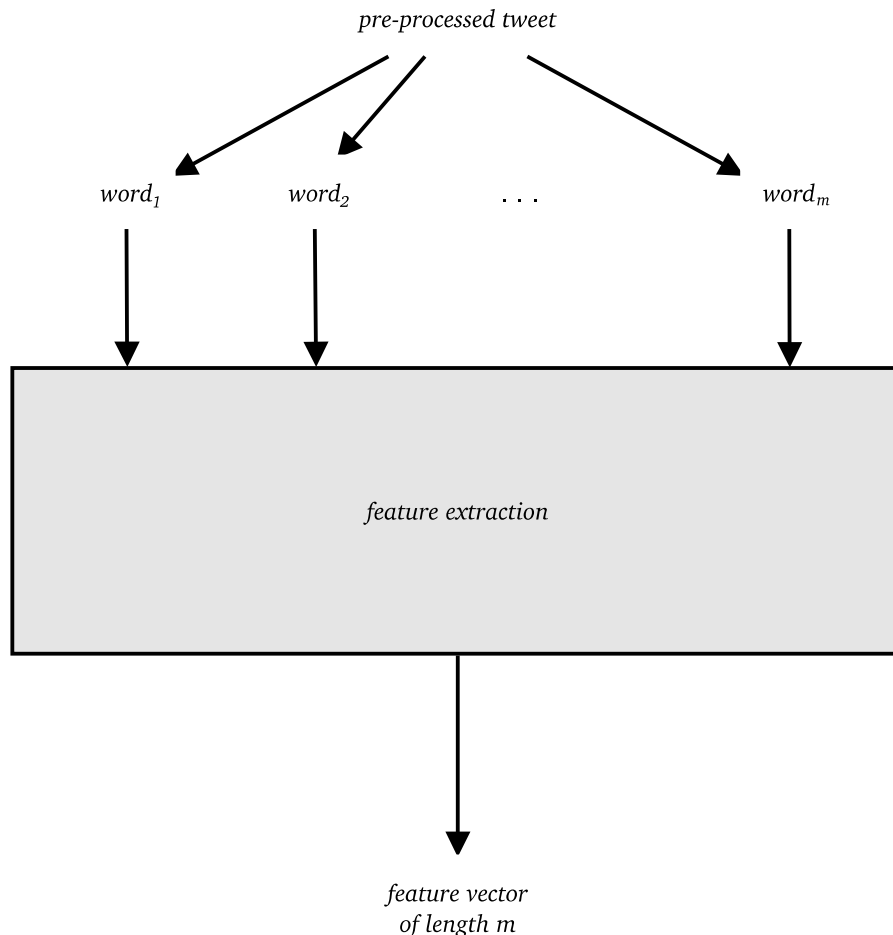 pre-processed tweet
word1 word2 . . . wordm
feature extraction
feature vector
of length m